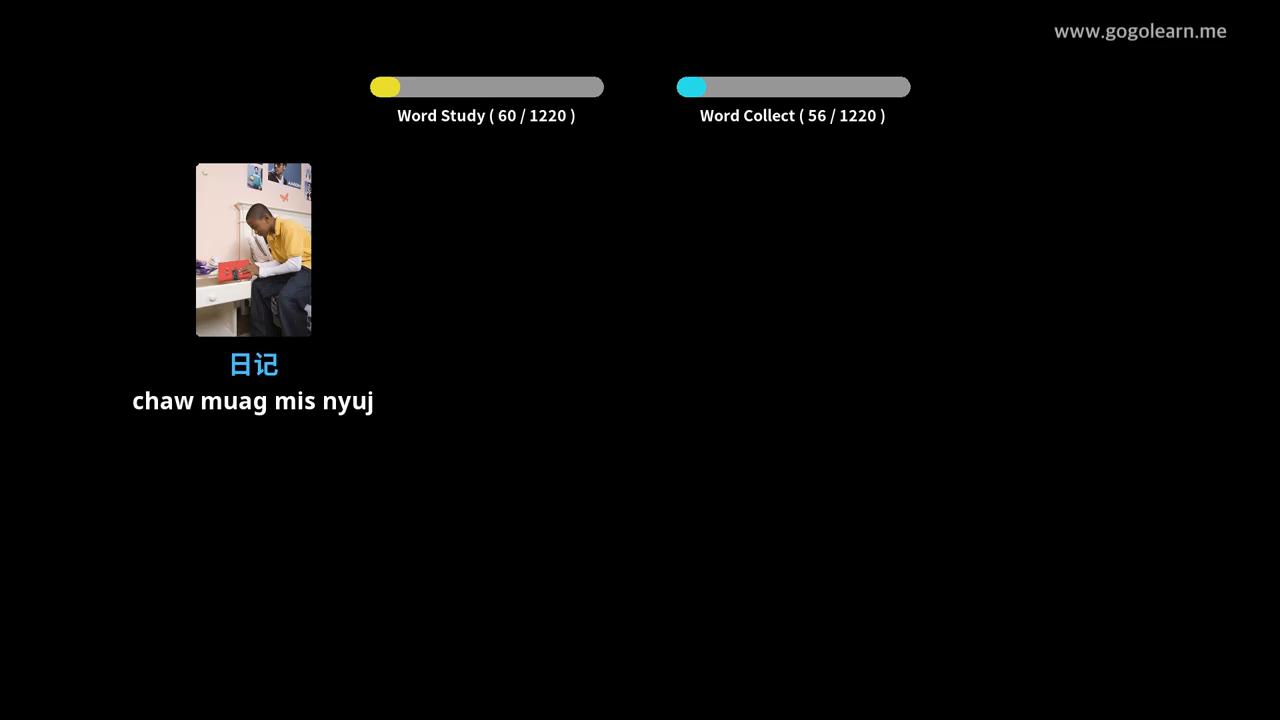 www.gogolearn.me
Word Study ( 60 / 1220 )
Word Collect ( 56 / 1220 )
日记
chaw muag mis nyuj